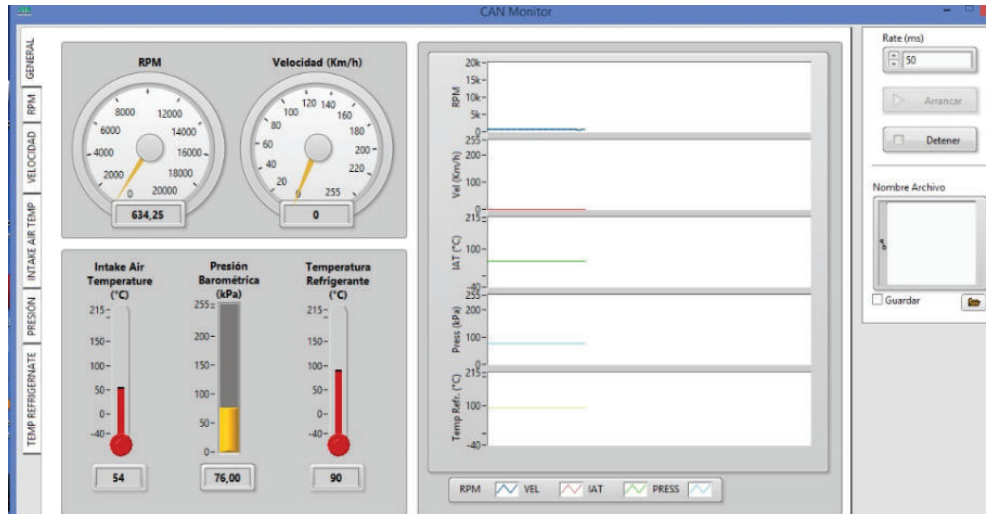 CAN Monitor
GENERAL
RPM
VELOCIDAD
INTAKE AIR TEMP
PRESIÓN
TEMP REFRIGERNATE
RPM
0
2000
4000
6000
8000
12000
14000
16000
18000
20000
634,25
Velocidad (Km/h)
0
20
40
60
80
100
120
140
160
180
200
220
255
0
Intake Air
Temperature
(°C)
215
150
100
50
0
-40
54
Presión
Barométrica
(kPa)
255
200
150
100
50
0
76,00
Temperatura
Refrigerante
(°C)
215
150
100
50
0
-40
90
RPM
20k
15k
10k
5k
0
Vel (Km/h)
255
200
100
0
IAT (°C)
215
100
-40
Press (kPa)
255
200
100
0
Temp Refr. (°C)
215
100
-40
RPM VEL IAT PRESS
Rate (ms)
50
Arrancar
Detener
Nombre Archivo
Guardar